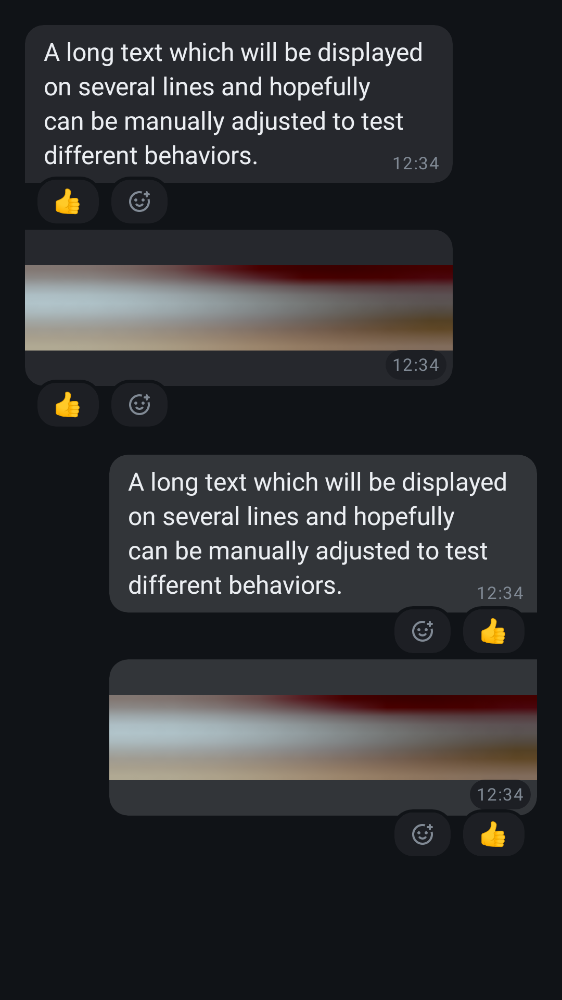 A long text which will be displayed
on several lines and hopefully
can be manually adjusted to test
different behaviors.
12:34
👍
12:34
👍
A long text which will be displayed
on several lines and hopefully
can be manually adjusted to test
different behaviors.
12:34
👍
12:34
👍